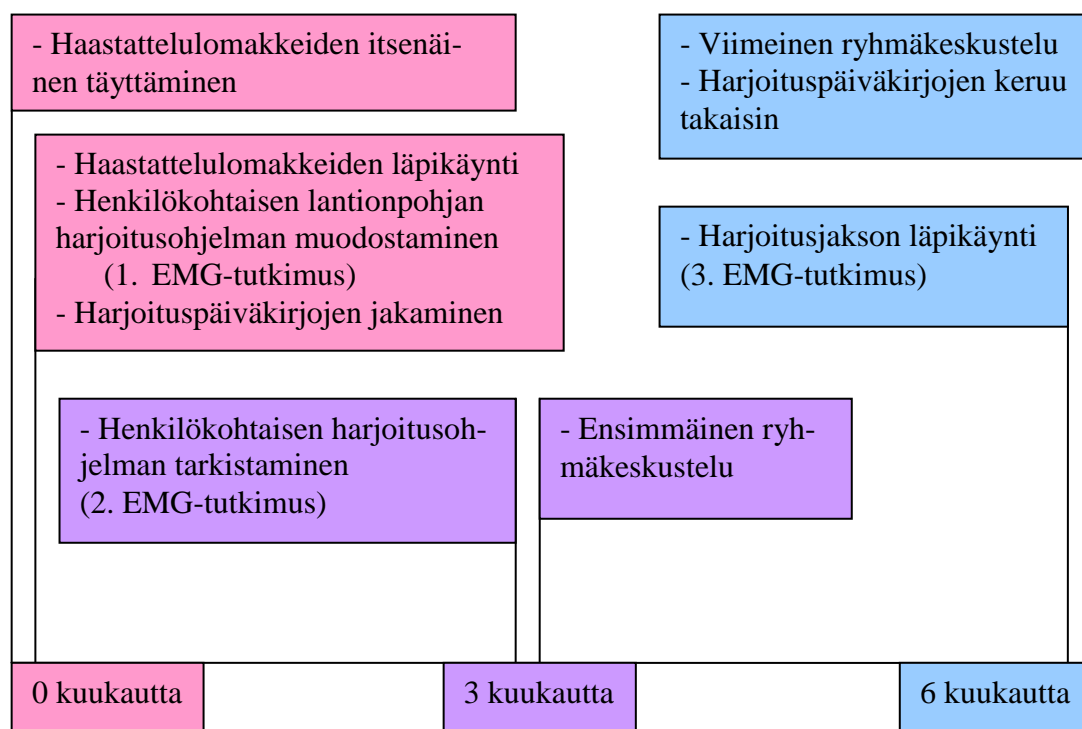 - Haastattelulomakkeiden itsenäi-
nen täyttäminen
- Viimeinen ryhmäkeskustelu
- Harjoituspäiväkirjojen keruu
takaisin
- Haastattelulomakkeiden läpikäynti
- Henkilökohtaisen lantionpohjan
harjoitusohjelman muodostaminen
(1. EMG-tutkimus)
- Harjoituspäiväkirjojen jakaminen
- Harjoitusjakson läpikäynti
(3. EMG-tutkimus)
- Henkilökohtaisen harjoitusoh-
jelman tarkistaminen
(2. EMG-tutkimus)
- Ensimmäinen ryh-
mäkeskustelu
0 kuukautta
3 kuukautta
6 kuukautta